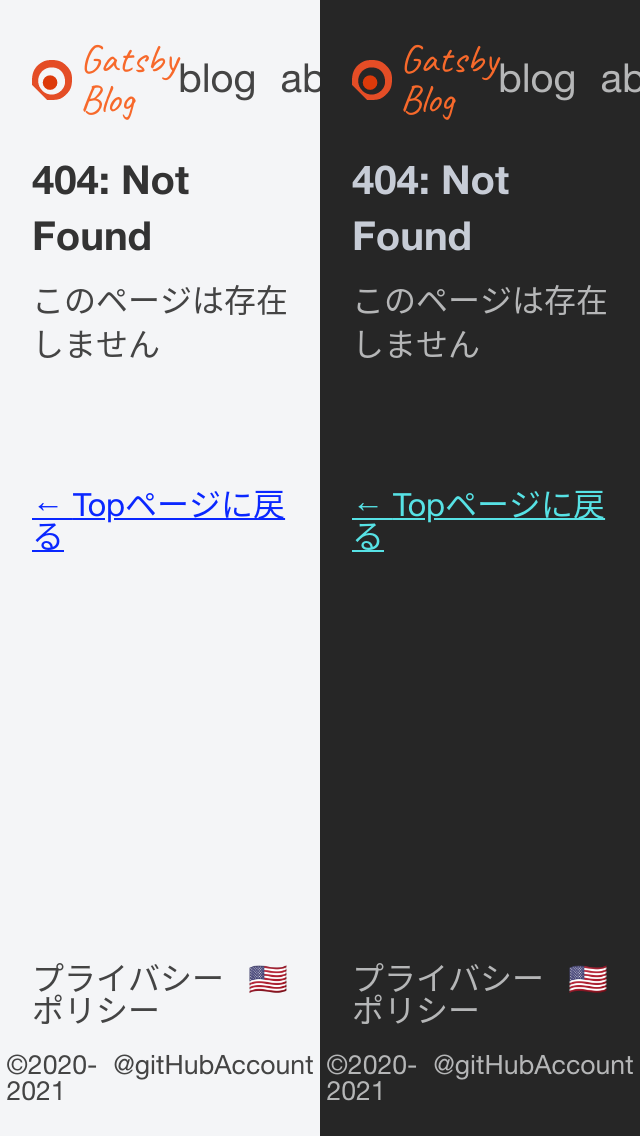 Gatsby
Blog
blog ab
404: Not
Found
このページは存在
しません
← Topページに戻
る
プライバシー 🇺🇸
ポリシー
©2020- @gitHubAccount
2021
Gatsby
Blog
blog ab
404: Not
Found
このページは存在
しません
← Topページに戻
る
プライバシー 🇺🇸
ポリシー
©2020- @gitHubAccount
2021